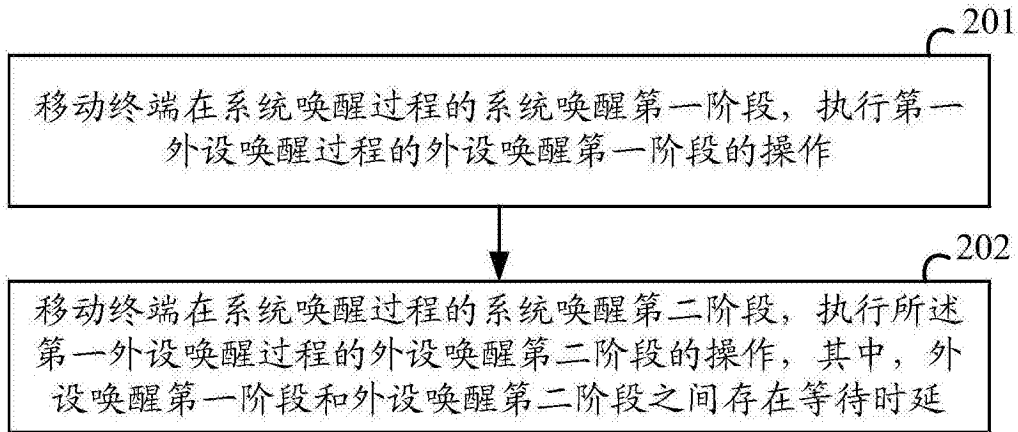 201
移动终端在系统唤醒过程的系统唤醒第一阶段，执行第一
外设唤醒过程的外设唤醒第一阶段的操作
202
移动终端在系统唤醒过程的系统唤醒第二阶段，执行所述
第一外设唤醒过程的外设唤醒第二阶段的操作，其中，外
设唤醒第一阶段和外设唤醒第二阶段之间存在等待时延